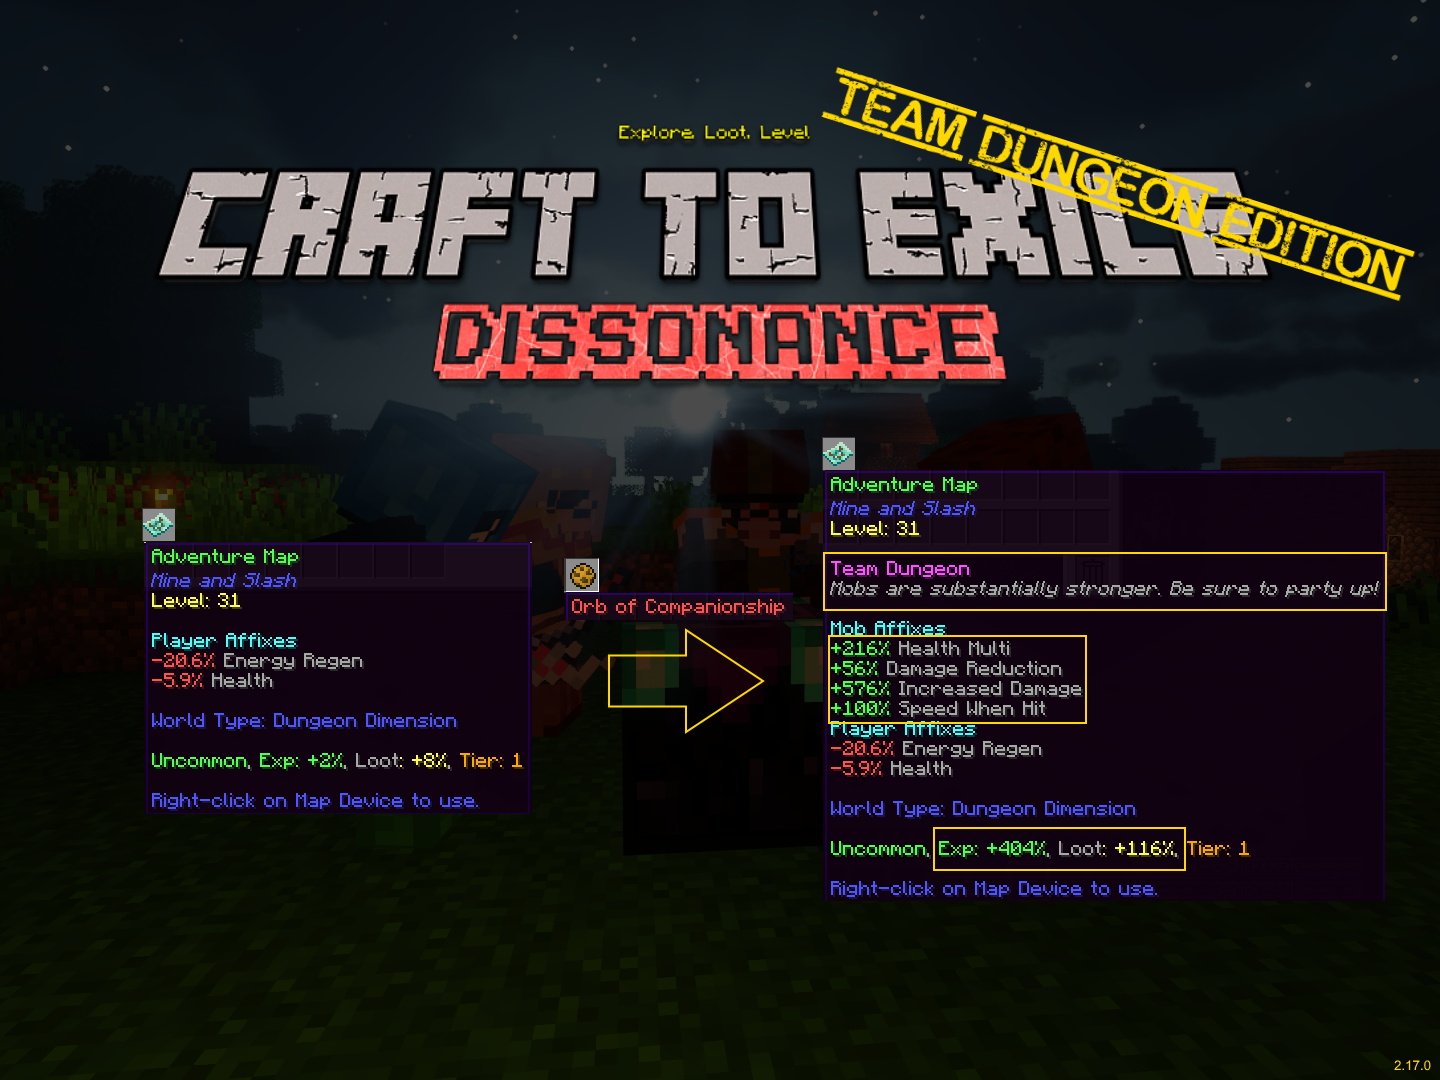 TEAM DUNGEON EDITION
Explore. Loot. Level
CRAFT TO EXILE
DISSONANCE
Adventure Map
Mine and Slash
Level: 31
Player Affixes
-20.6% Energy Regen
-5.9% Health
World Type: Dungeon Dimension
Uncommon, Exp: +2%, Loot: +8%, Tier: 1
Right-click on Map Device to use.
Orb of Companionship
Adventure Map
Mine and Slash
Level: 31
Team Dungeon
Mobs are substantially stronger. Be sure to party up!
Mob Affixes
+216% Health Multi
+56% Damage Reduction
+576% Increased Damage
+100% Speed When Hit
Player Affixes
-20.6% Energy Regen
-5.9% Health
World Type: Dungeon Dimension
Uncommon, Exp: +404%, Loot: +116%, Tier: 1
Right-click on Map Device to use.
2.17.0